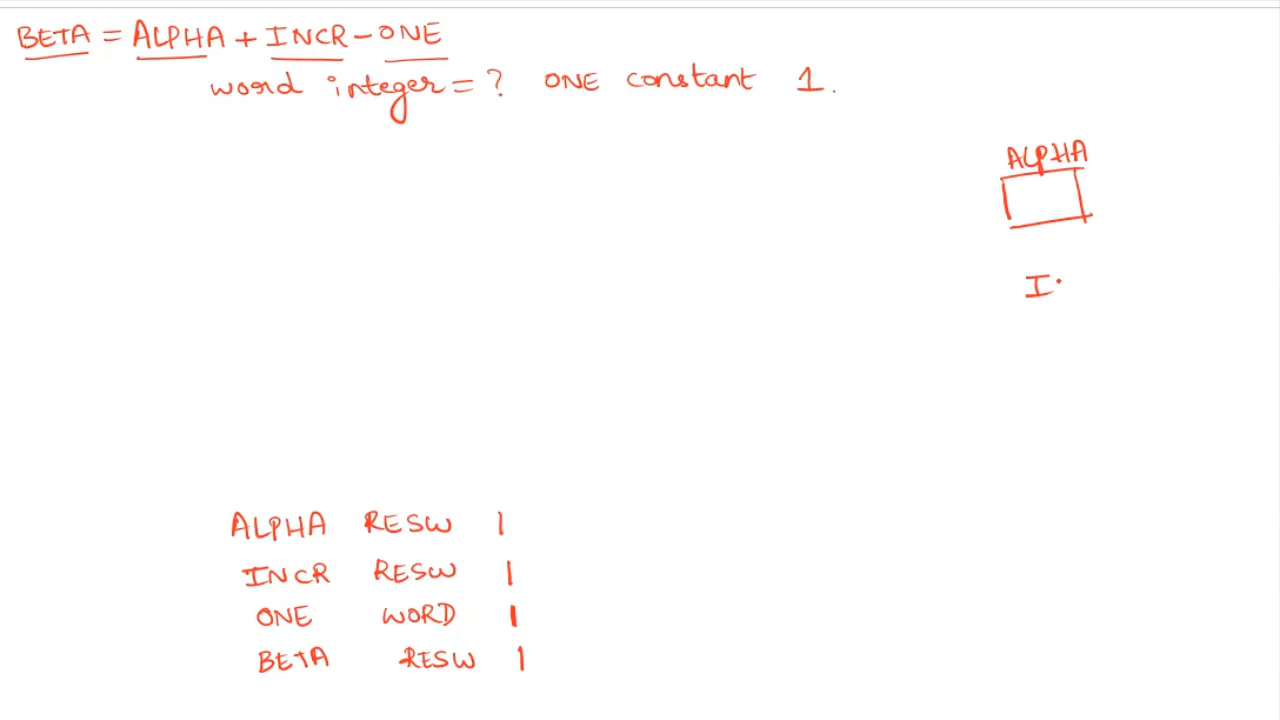 BETA = ALPHA + INCR - ONE
word integer = ? ONE constant 1.
ALPHA
I
ALPHA RESW 1
INCR RESW 1
ONE WORD 1
BETA RESW 1